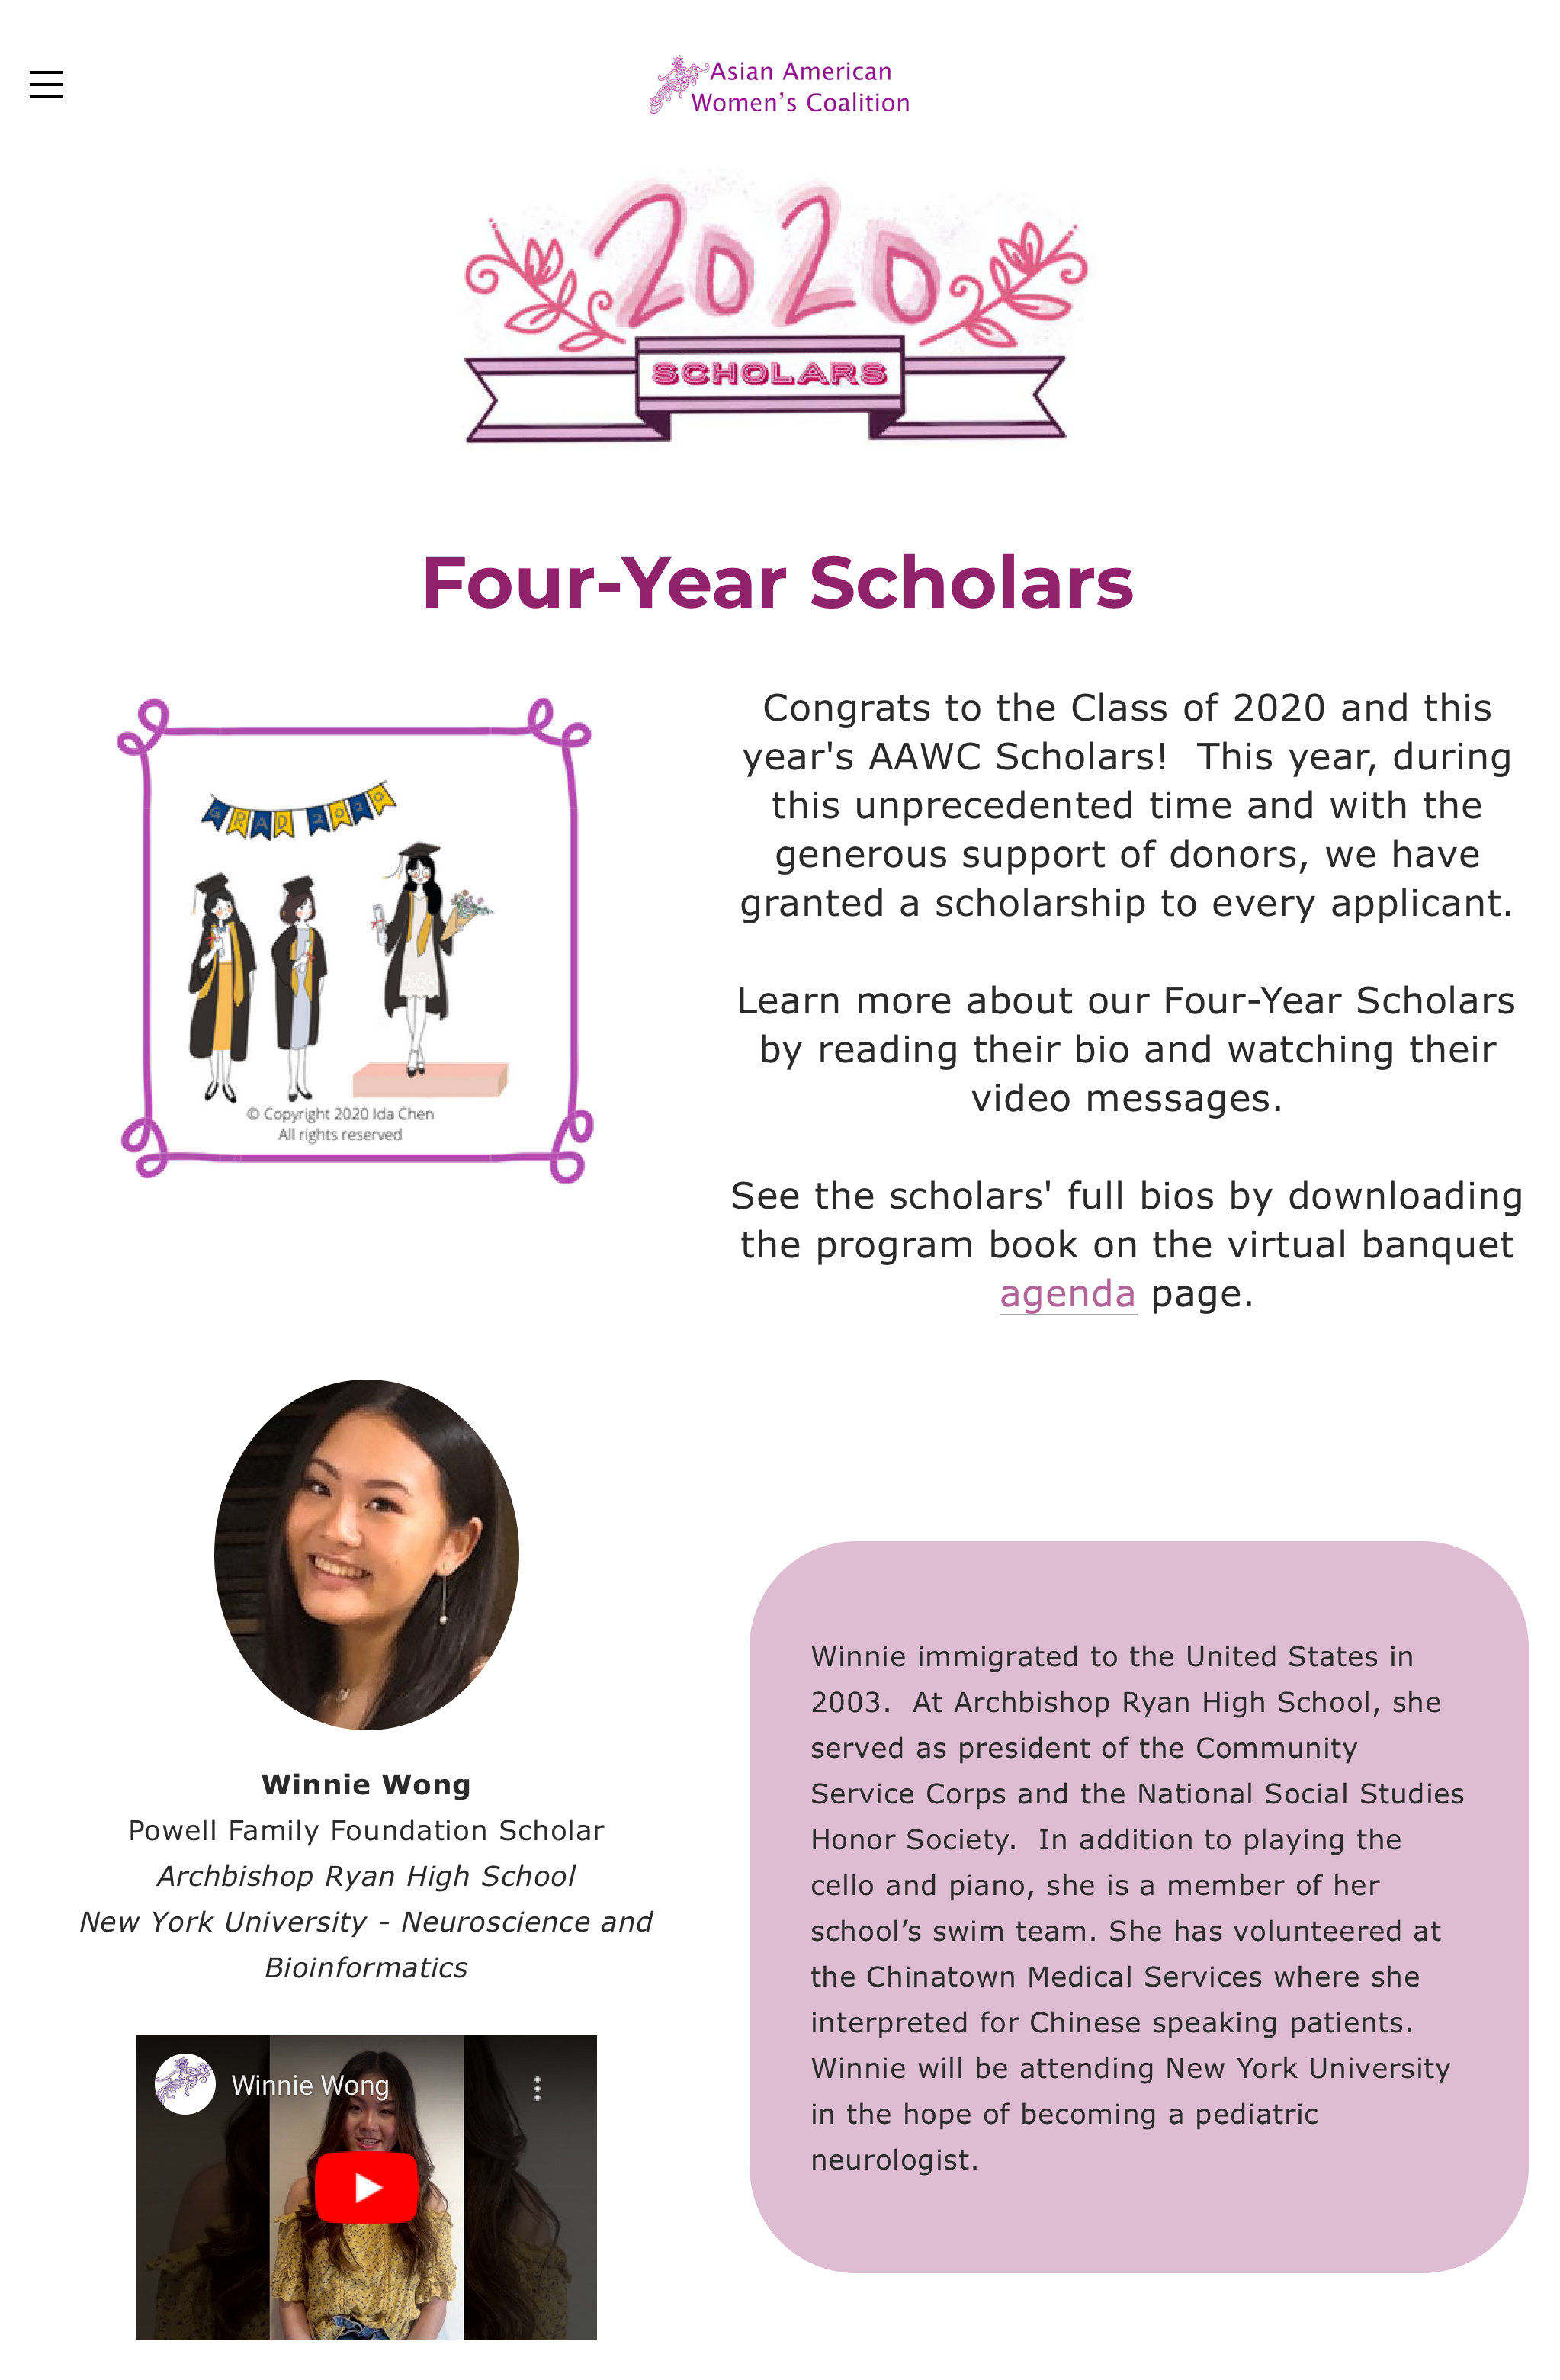 Asian American
Women’s Coalition
2020
SCHOLARS
Four-Year Scholars
GRAD 2020
© Copyright 2020 Ida Chen
All rights reserved
Congrats to the Class of 2020 and this
year's AAWC Scholars!  This year, during
this unprecedented time and with the
generous support of donors, we have
granted a scholarship to every applicant.
Learn more about our Four-Year Scholars
by reading their bio and watching their
video messages.
See the scholars' full bios by downloading
the program book on the virtual banquet
agenda page.
Winnie Wong
Powell Family Foundation Scholar
Archbishop Ryan High School
New York University - Neuroscience and
Bioinformatics
Winnie Wong
Winnie immigrated to the United States in
2003.  At Archbishop Ryan High School, she
served as president of the Community
Service Corps and the National Social Studies
Honor Society.  In addition to playing the
cello and piano, she is a member of her
school’s swim team. She has volunteered at
the Chinatown Medical Services where she
interpreted for Chinese speaking patients.
Winnie will be attending New York University
in the hope of becoming a pediatric
neurologist.